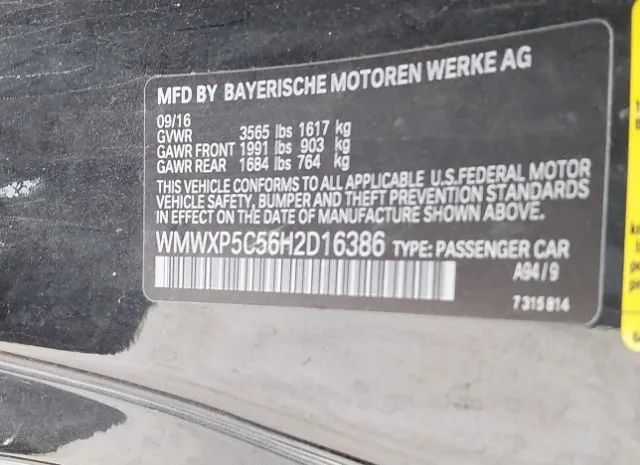 MFD BY BAYERISCHE MOTOREN WERKE AG
09/16
GVWR 3565 lbs 1617 kg
GAWR FRONT 1991 lbs 903 kg
GAWR REAR 1684 lbs 764 kg
THIS VEHICLE CONFORMS TO ALL APPLICABLE U.S.FEDERAL MOTOR
VEHICLE SAFETY, BUMPER AND THEFT PREVENTION STANDARDS
IN EFFECT ON THE DATE OF MANUFACTURE SHOWN ABOVE.
WMWXP5C56H2D16386 TYPE: PASSENGER CAR
A94/9
7315814